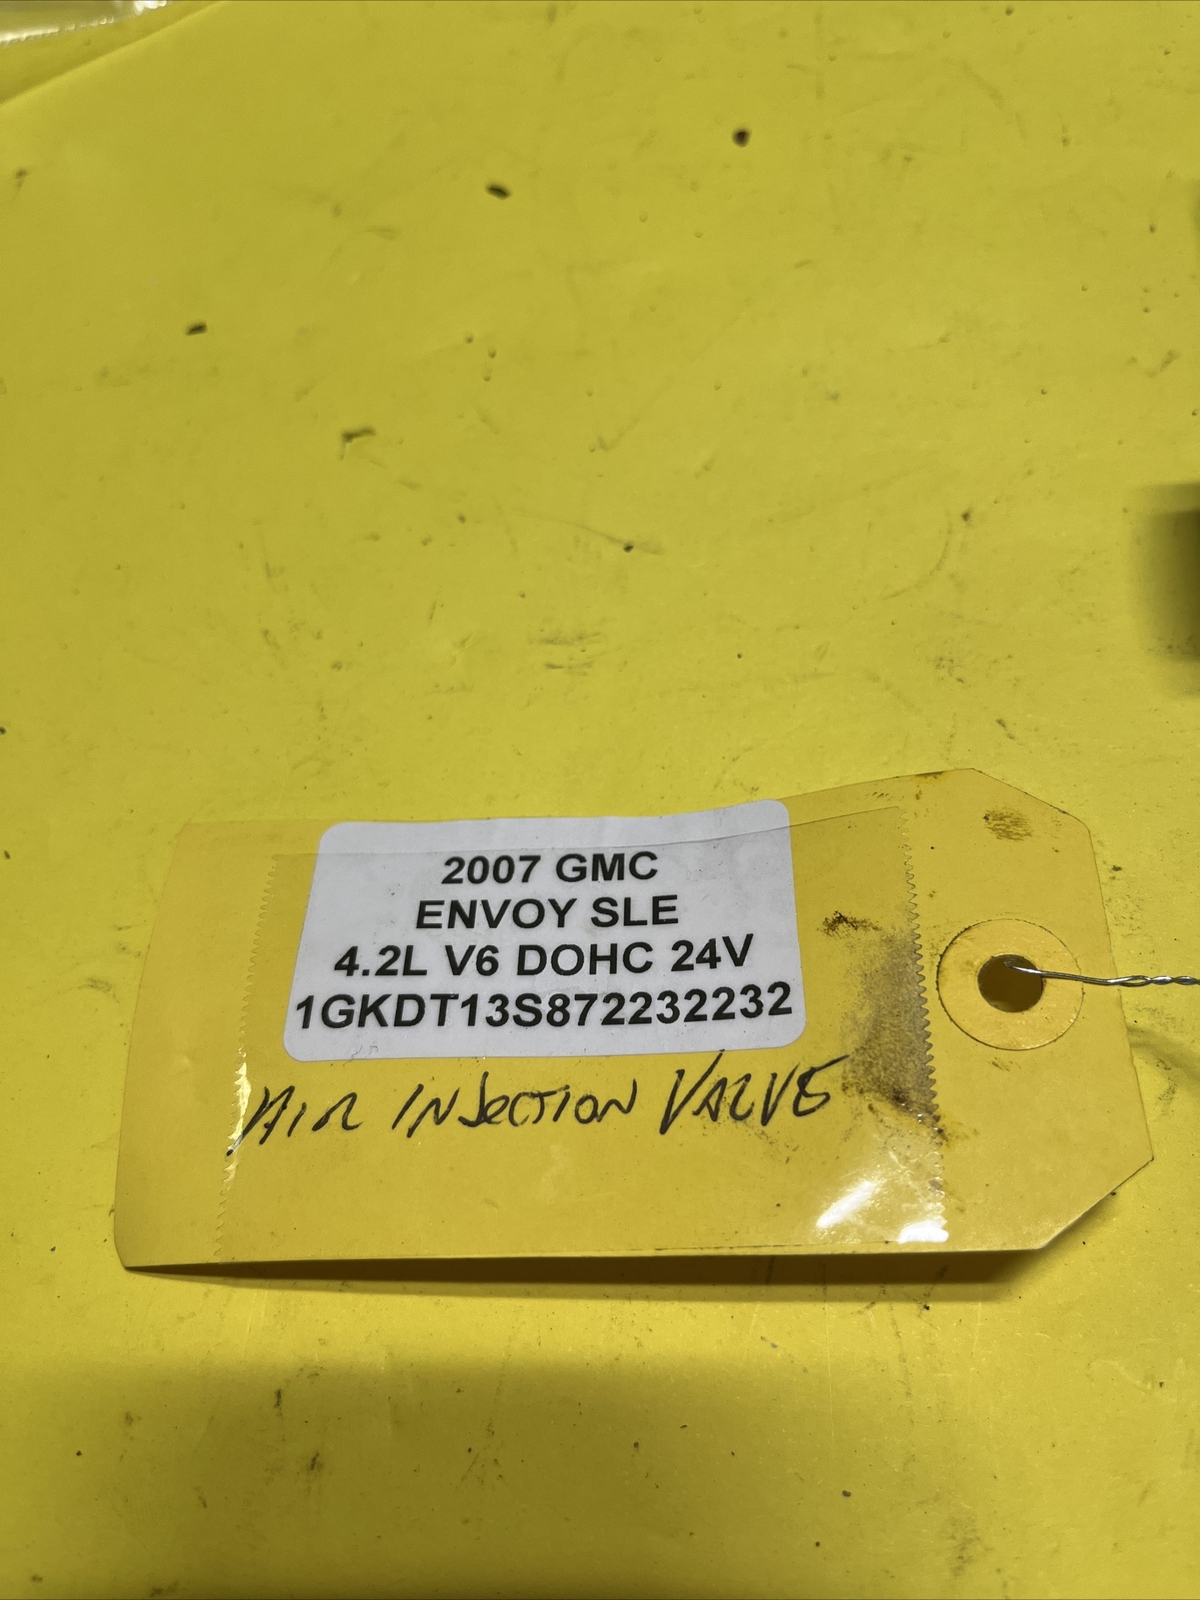 2007 GMC
ENVOY SLE
4.2L V6 DOHC 24V
1GKDT13S872232232
AIR INJECTION VALVE